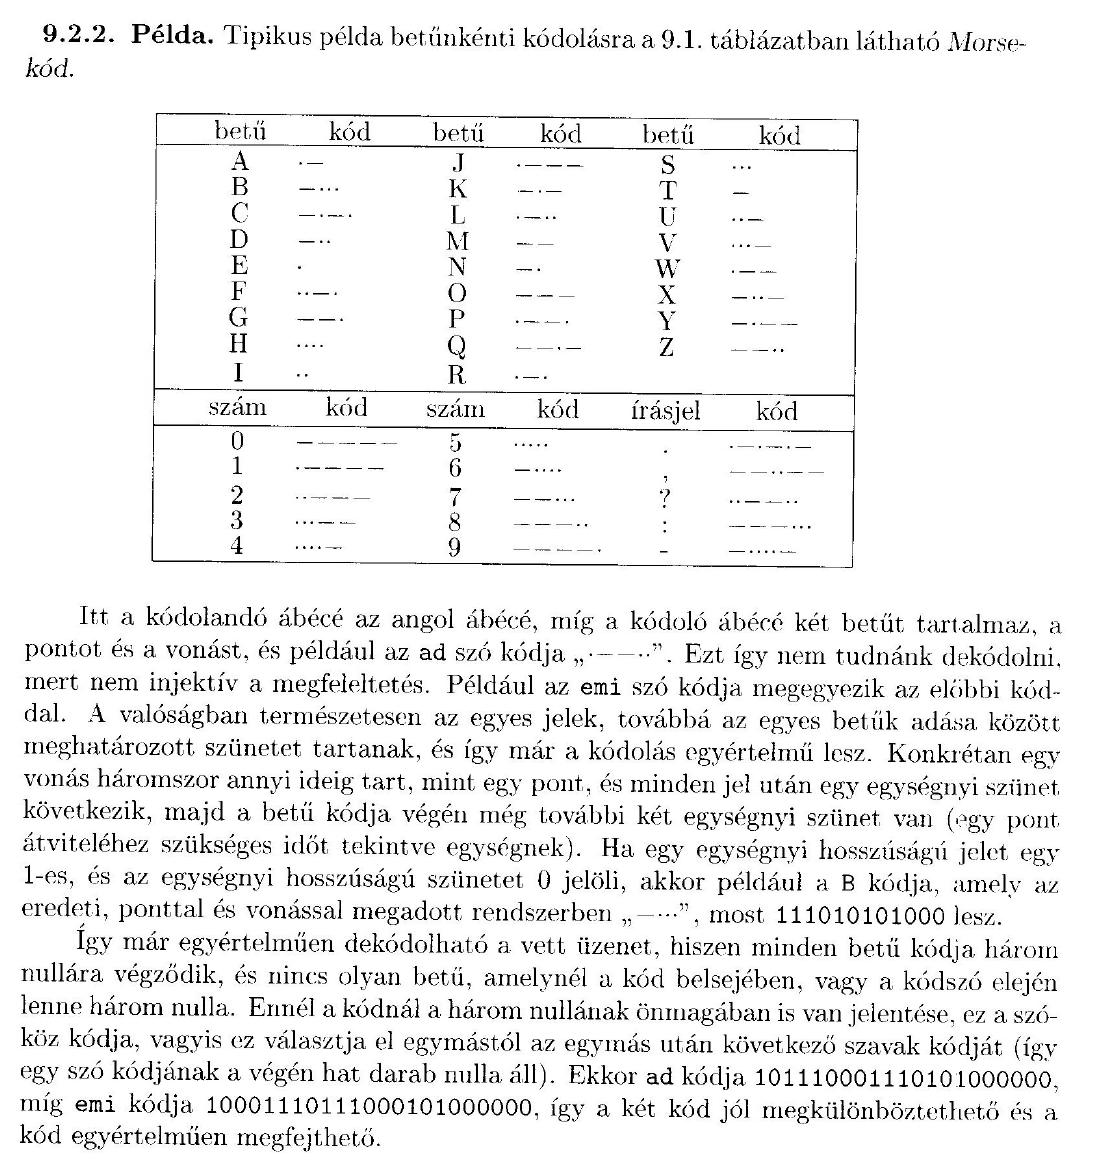 9.2.2. Példa. Tipikus példa betűnkénti kódolásra a 9.1. táblázatban látható Morse-
kód.
betű kód betű kód betű kód
A ·— J ·——— S ···
B —··· K —·— T —
C —·—· L ·—·· U ··—
D —·· M —— V ···—
E · N —· W ·——
F ··—· O ——— X —··—
G ——· P ·——· Y —·——
H ···· Q ——·— Z ——··
I ·· R ·—·
szám kód szám kód írásjel kód
0 ————— 5 ····· . ·—·—·—
1 ·———— 6 —···· , ——··——
2 ··——— 7 ——··· ? ··——··
3 ···—— 8 ———·· : ———···
4 ····— 9 ————· - —····—
Itt a kódolandó ábécé az angol ábécé, míg a kódoló ábécé két betűt tartalmaz, a
pontot és a vonást, és például az ad szó kódja „·——··”. Ezt így nem tudnánk dekódolni,
mert nem injektív a megfeleltetés. Például az emi szó kódja megegyezik az előbbi kód-
dal. A valóságban természetesen az egyes jelek, továbbá az egyes betűk adása között
meghatározott szünetet tartanak, és így már a kódolás egyértelmű lesz. Konkrétan egy
vonás háromszor annyi ideig tart, mint egy pont, és minden jel után egy egységnyi szünet
következik, majd a betű kódja végén még további két egységnyi szünet van (egy pont
átviteléhez szükséges időt tekintve egységnek). Ha egy egységnyi hosszúságú jelet egy
1-es, és az egységnyi hosszúságú szünetet 0 jelöli, akkor például a B kódja, amely az
eredeti, ponttal és vonással megadott rendszerben „—···”, most 111010101000 lesz.
Így már egyértelműen dekódolható a vett üzenet, hiszen minden betű kódja három
nullára végződik, és nincs olyan betű, amelynél a kód belsejében, vagy a kódszó elején
lenne három nulla. Ennél a kódnál a három nullának önmagában is van jelentése, ez a szó-
köz kódja, vagyis ez választja el egymástól az egymás után következő szavak kódját (így
egy szó kódjának a végén hat darab nulla áll). Ekkor ad kódja 101110001110101000000,
míg emi kódja 1000111011100010​1000000, így a két kód jól megkülönböztethető és a
kód egyértelműen megfejthető.